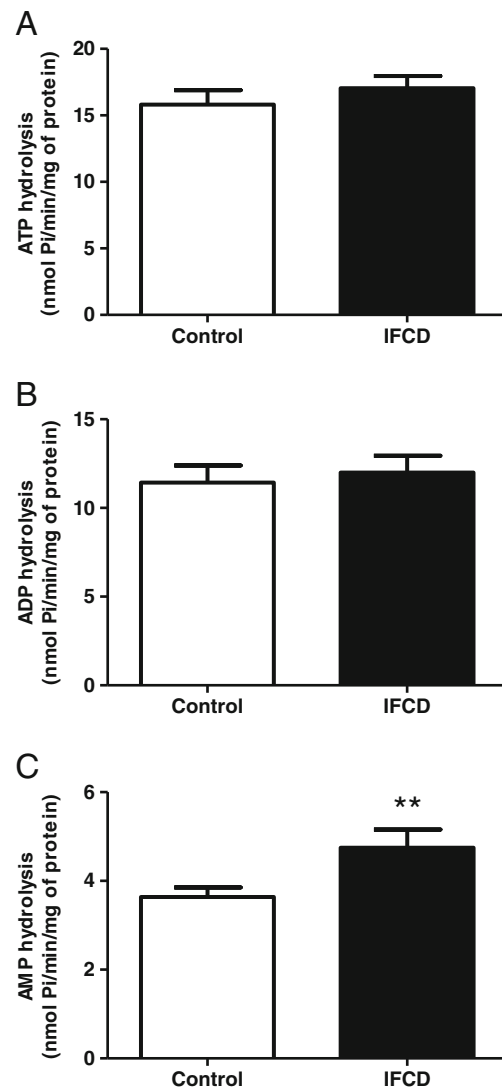 A
ATP hydrolysis
(nmol Pi/min/mg of protein)
20
15
10
5
0
Control
IFCD
B
ADP hydrolysis
(nmol Pi/min/mg of protein)
15
10
5
0
Control
IFCD
C
AMP hydrolysis
(nmol Pi/min/mg of protein)
6
4
2
0
**
Control
IFCD